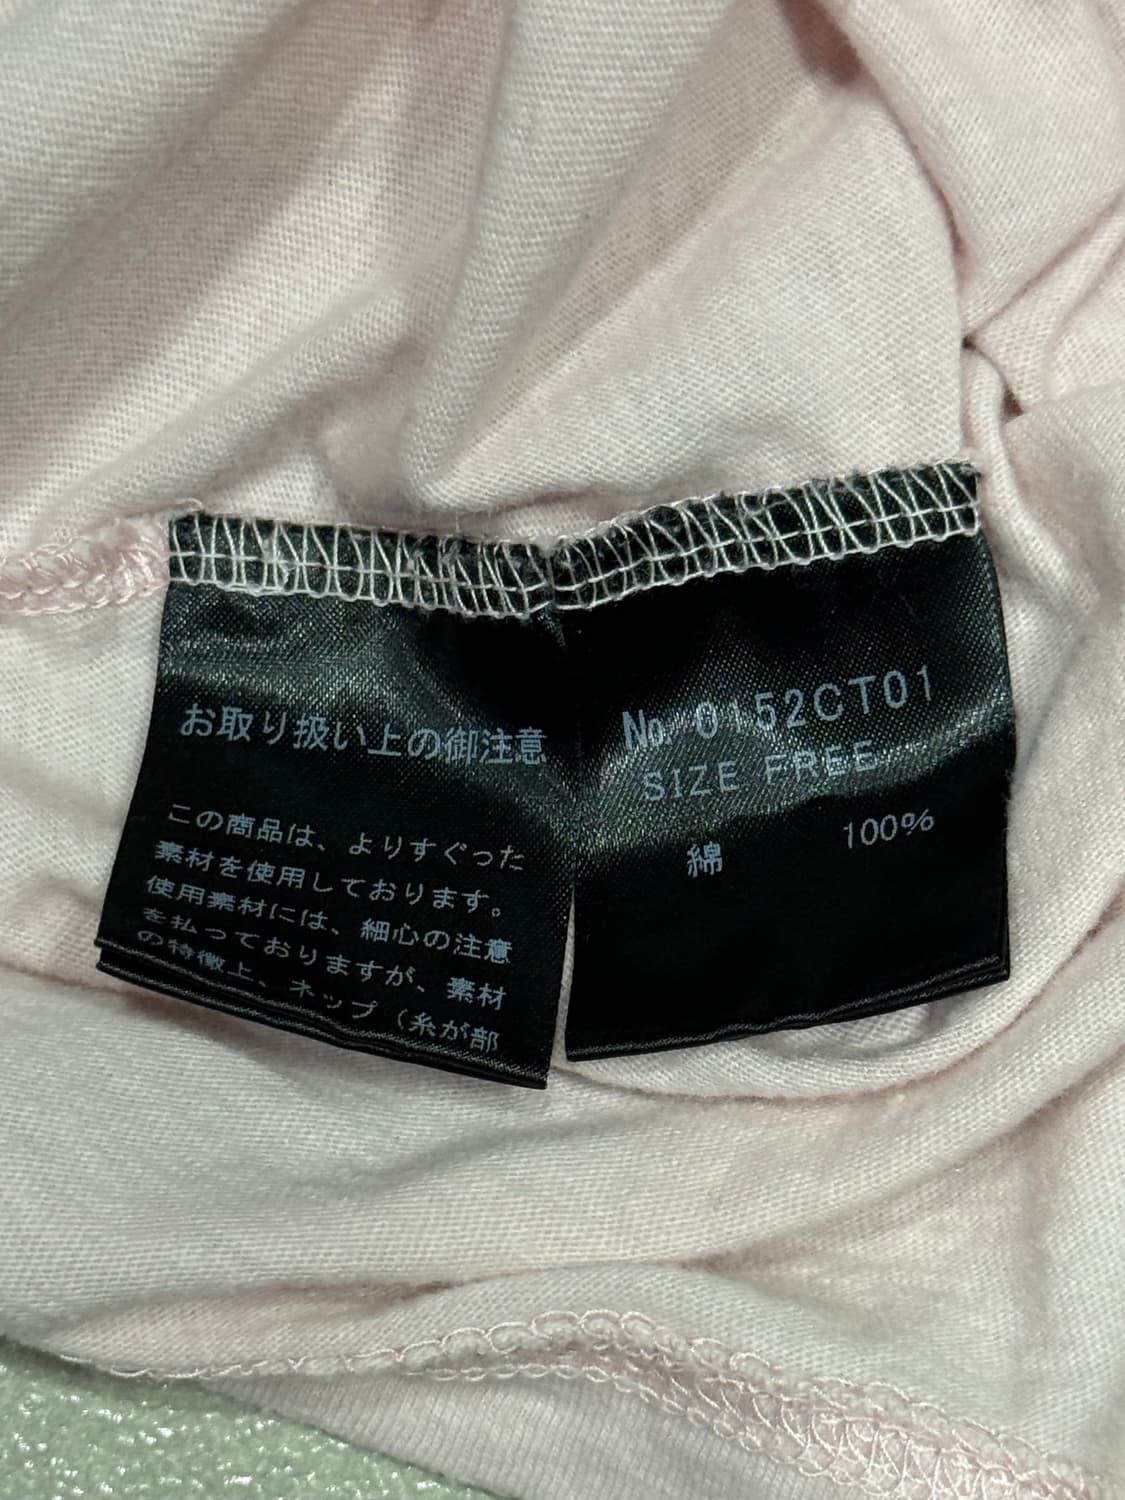 お取り扱い上の御注意
この商品は、よりすぐった
素材を使用しております。
使用素材には、細心の注意
を払っておりますが、素材
の特徴上、ネップ（糸が部
No 0152CT01
SIZE FREE
綿 100%